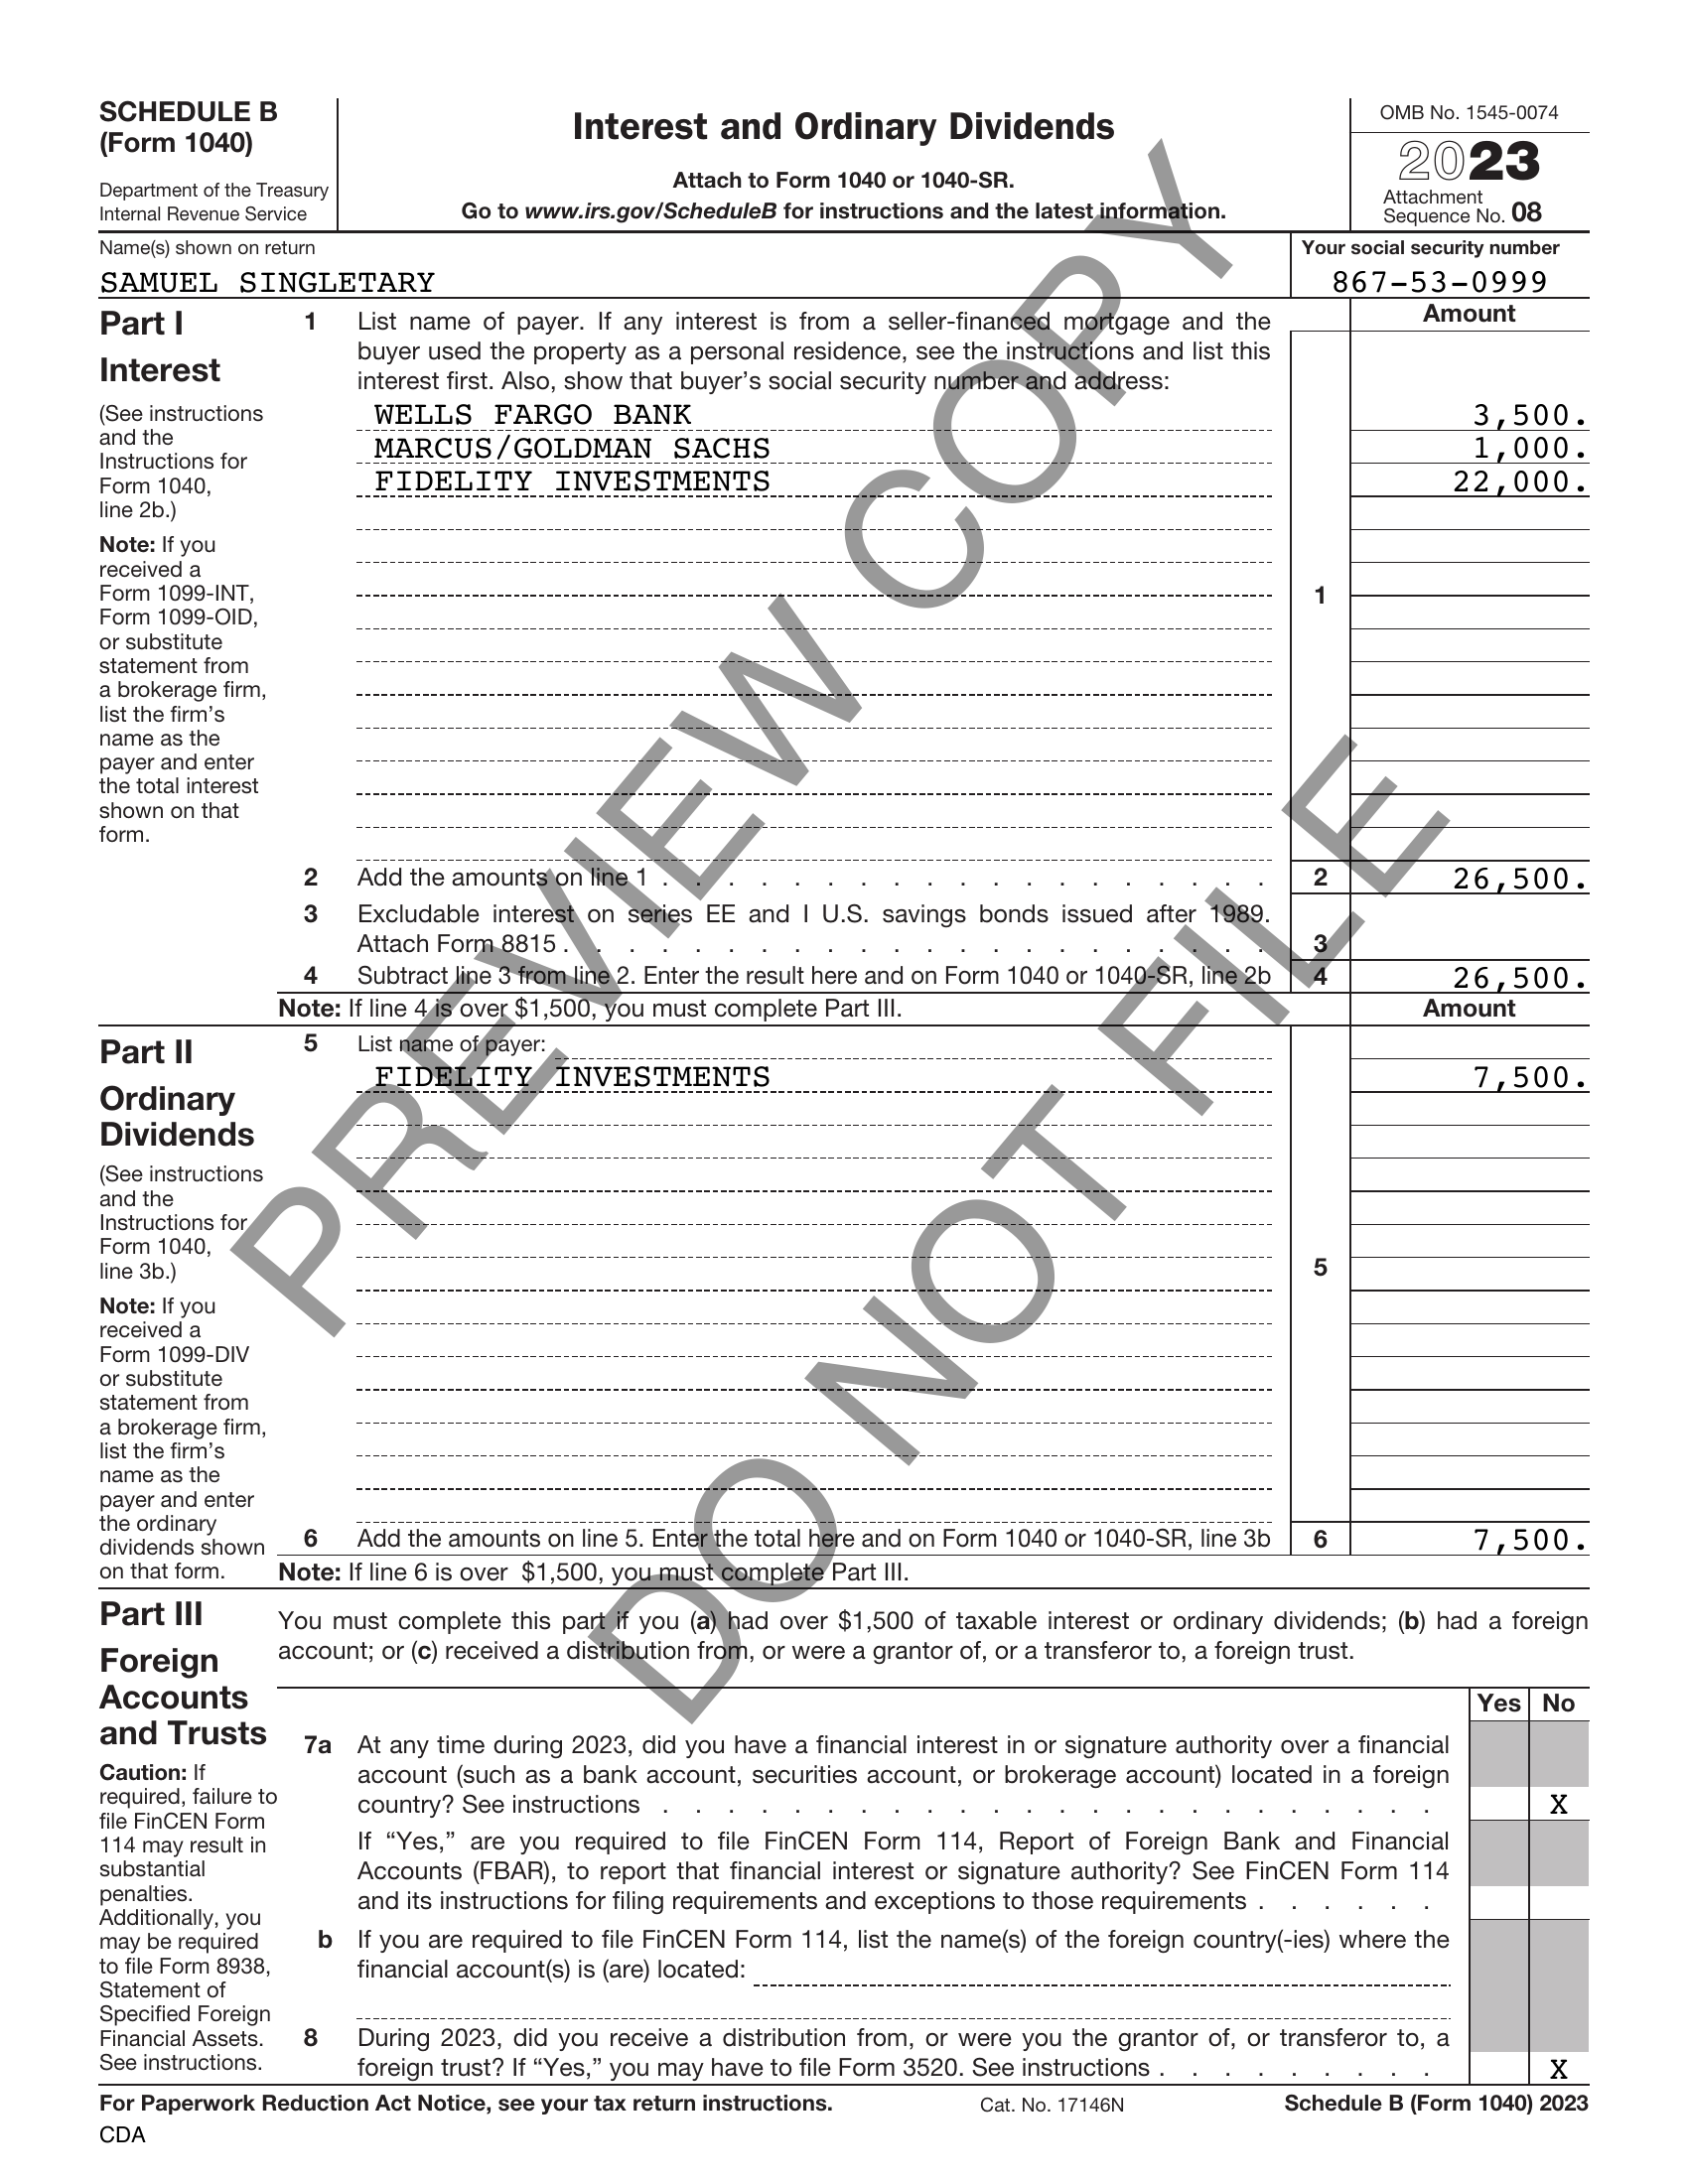 SCHEDULE B
(Form 1040)
Department of the Treasury
Internal Revenue Service
Interest and Ordinary Dividends
Attach to Form 1040 or 1040-SR.
Go to www.irs.gov/ScheduleB for instructions and the latest information.
OMB No. 1545-0074
2023
Attachment
Sequence No. 08
Name(s) shown on return
SAMUEL SINGLETARY
Your social security number
867-53-0999
Part I
Interest
(See instructions
and the
Instructions for
Form 1040,
line 2b.)
Note: If you
received a
Form 1099-INT,
Form 1099-OID,
or substitute
statement from
a brokerage firm,
list the firm's
name as the
payer and enter
the total interest
shown on that
form.
Amount
1 List name of payer. If any interest is from a seller-financed mortgage and the
buyer used the property as a personal residence, see the instructions and list this
interest first. Also, show that buyer's social security number and address:
WELLS FARGO BANK 3,500.
MARCUS/GOLDMAN SACHS 1,000.
FIDELITY INVESTMENTS 22,000.
1
2 Add the amounts on line 1 . . . . . . . . . . . . . . . . . . . 2 26,500.
3 Excludable interest on series EE and I U.S. savings bonds issued after 1989.
Attach Form 8815 . . . . . . . . . . . . . . . . . . . . . . 3
4 Subtract line 3 from line 2. Enter the result here and on Form 1040 or 1040-SR, line 2b 4 26,500.
Note: If line 4 is over $1,500, you must complete Part III.
Amount
Part II
Ordinary
Dividends
(See instructions
and the
Instructions for
Form 1040,
line 3b.)
Note: If you
received a
Form 1099-DIV
or substitute
statement from
a brokerage firm,
list the firm's
name as the
payer and enter
the ordinary
dividends shown
on that form.
5 List name of payer:
FIDELITY INVESTMENTS 7,500.
5
6 Add the amounts on line 5. Enter the total here and on Form 1040 or 1040-SR, line 3b 6 7,500.
Note: If line 6 is over $1,500, you must complete Part III.
Part III
Foreign
Accounts
and Trusts
Caution: If
required, failure to
file FinCEN Form
114 may result in
substantial
penalties.
Additionally, you
may be required
to file Form 8938,
Statement of
Specified Foreign
Financial Assets.
See instructions.
You must complete this part if you (a) had over $1,500 of taxable interest or ordinary dividends; (b) had a foreign
account; or (c) received a distribution from, or were a grantor of, or a transferor to, a foreign trust.
Yes No
7a At any time during 2023, did you have a financial interest in or signature authority over a financial
account (such as a bank account, securities account, or brokerage account) located in a foreign
country? See instructions . . . . . . . . . . . . . . . . . . . . . . . . X
If "Yes," are you required to file FinCEN Form 114, Report of Foreign Bank and Financial
Accounts (FBAR), to report that financial interest or signature authority? See FinCEN Form 114
and its instructions for filing requirements and exceptions to those requirements . . . . . .
b If you are required to file FinCEN Form 114, list the name(s) of the foreign country(-ies) where the
financial account(s) is (are) located:
8 During 2023, did you receive a distribution from, or were you the grantor of, or transferor to, a
foreign trust? If "Yes," you may have to file Form 3520. See instructions . . . . . . . . . X
For Paperwork Reduction Act Notice, see your tax return instructions.
Cat. No. 17146N
Schedule B (Form 1040) 2023
CDA
PREVIEW COPY
DO NOT FILE